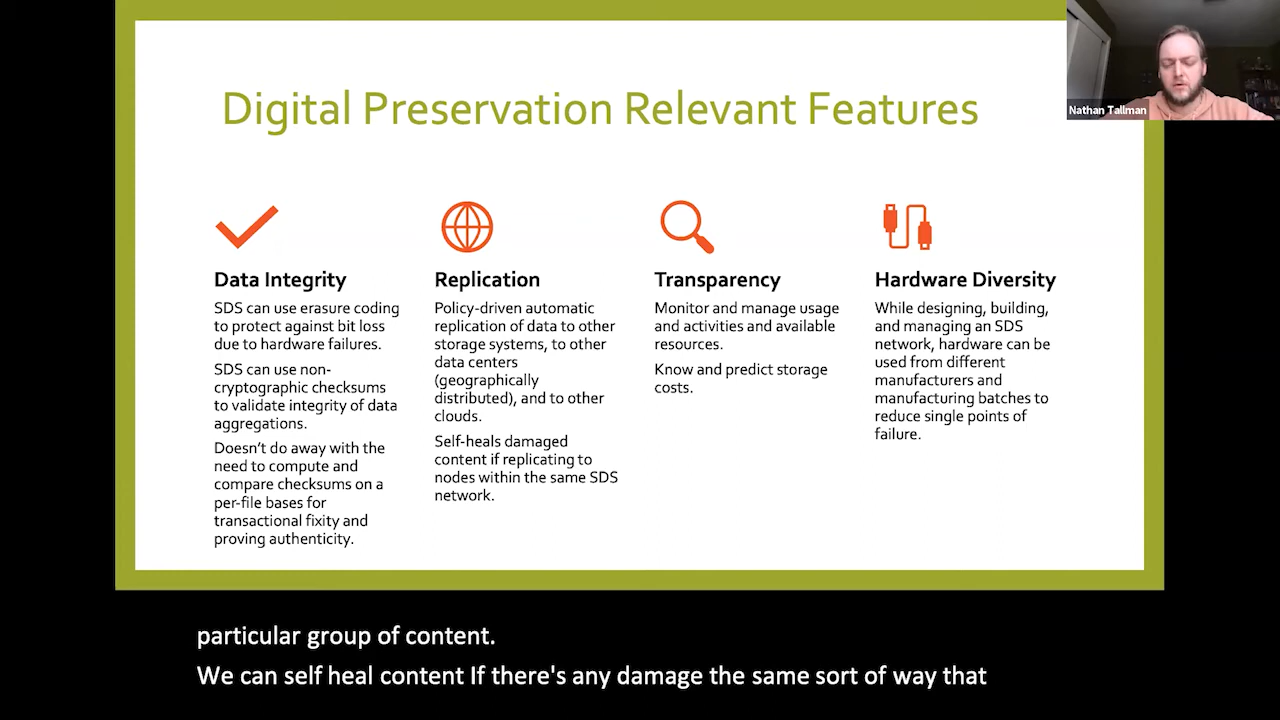 Digital Preservation Relevant Features
Nathan Tallman
Data Integrity
SDS can use erasure coding
to protect against bit loss
due to hardware failures.
SDS can use non-
cryptographic checksums
to validate integrity of data
aggregations.
Doesn't do away with the
need to compute and
compare checksums on a
per-file bases for
transactional fixity and
proving authenticity.
Replication
Policy-driven automatic
replication of data to other
storage systems, to other
data centers
(geographically
distributed), and to other
clouds.
Self-heals damaged
content if replicating to
nodes within the same SDS
network.
Transparency
Monitor and manage usage
and activities and available
resources.
Know and predict storage
costs.
Hardware Diversity
While designing, building,
and managing an SDS
network, hardware can be
used from different
manufacturers and
manufacturing batches to
reduce single points of
failure.
particular group of content.
We can self heal content If there's any damage the same sort of way that